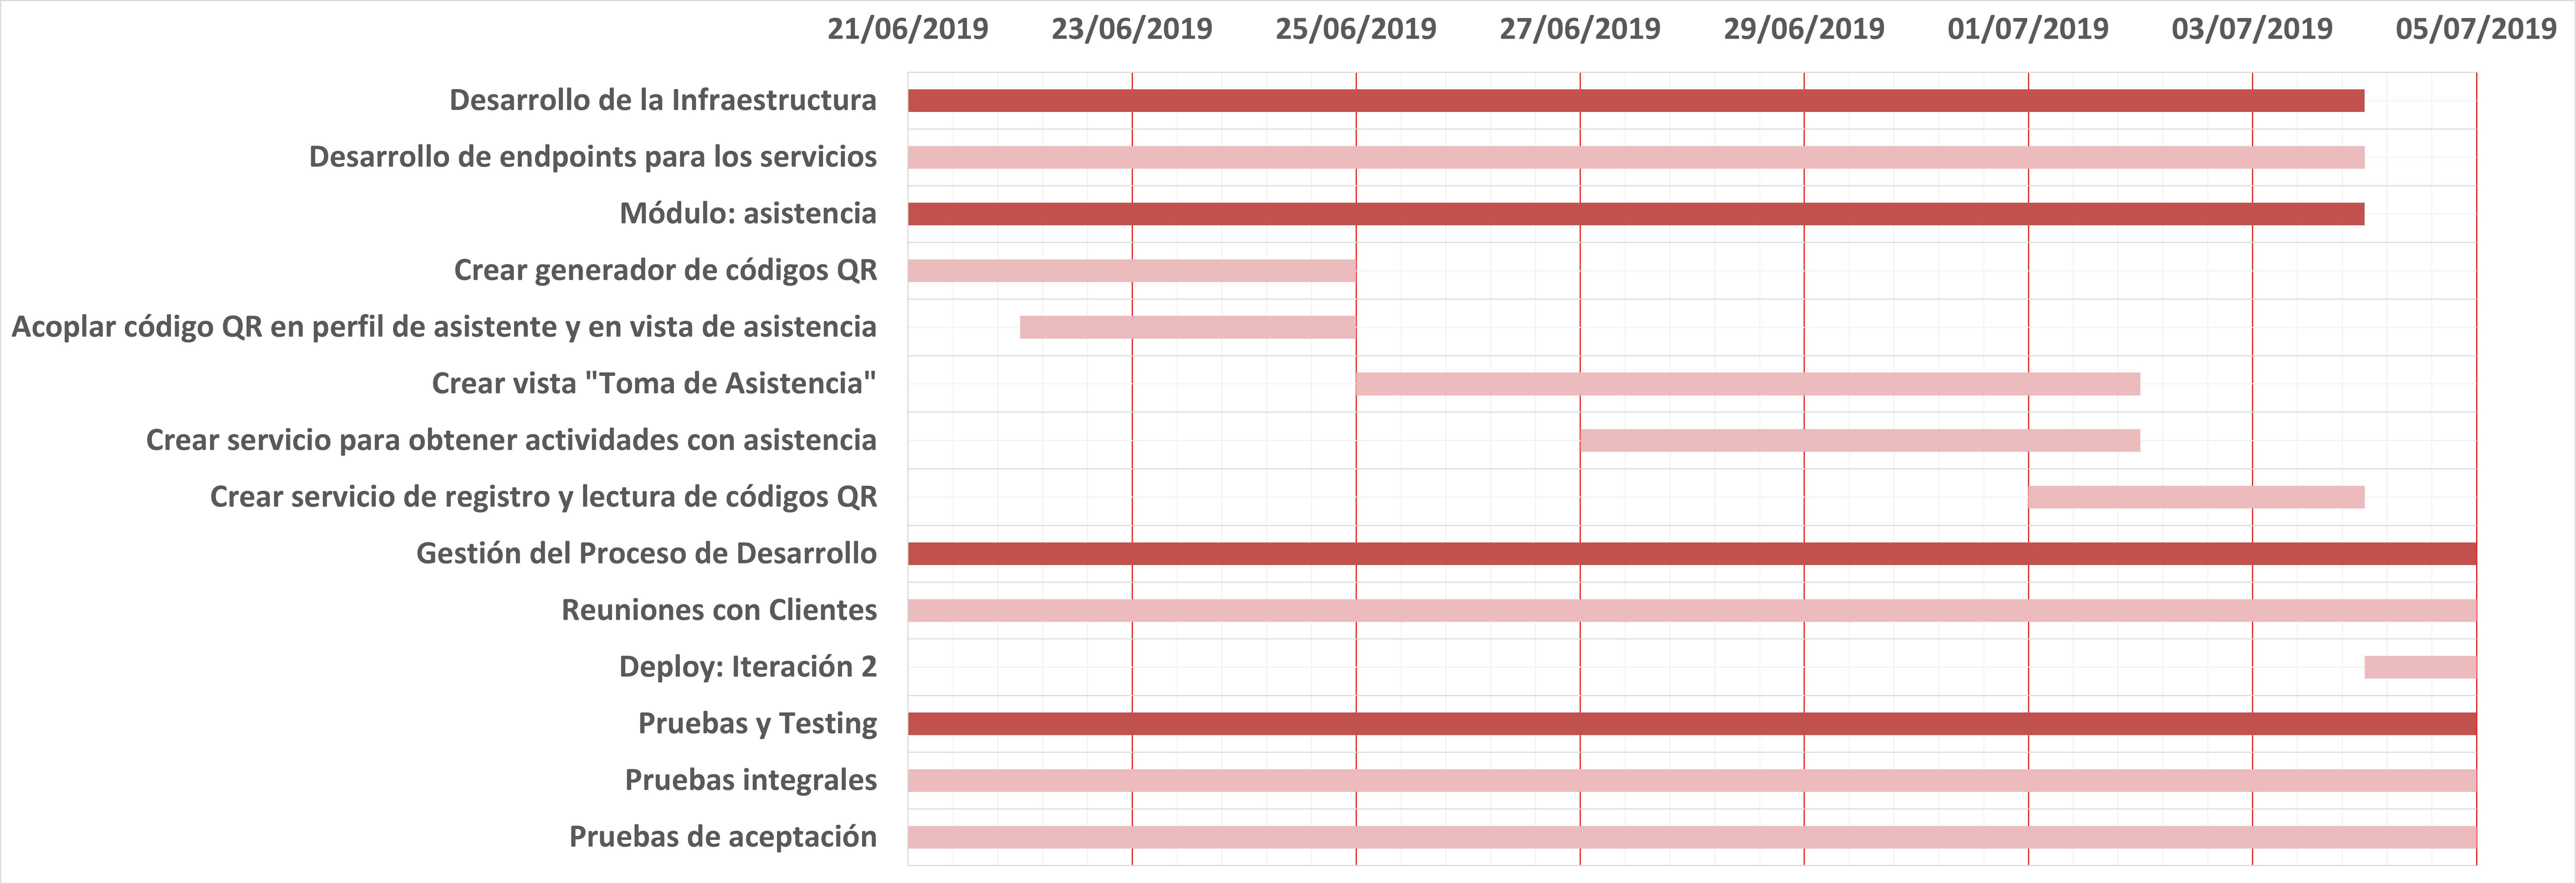 21/06/2019 23/06/2019 25/06/2019 27/06/2019 29/06/2019 01/07/2019 03/07/2019 05/07/2019
Desarrollo de la Infraestructura
Desarrollo de endpoints para los servicios
Módulo: asistencia
Crear generador de códigos QR
Acoplar código QR en perfil de asistente y en vista de asistencia
Crear vista "Toma de Asistencia"
Crear servicio para obtener actividades con asistencia
Crear servicio de registro y lectura de códigos QR
Gestión del Proceso de Desarrollo
Reuniones con Clientes
Deploy: Iteración 2
Pruebas y Testing
Pruebas integrales
Pruebas de aceptación